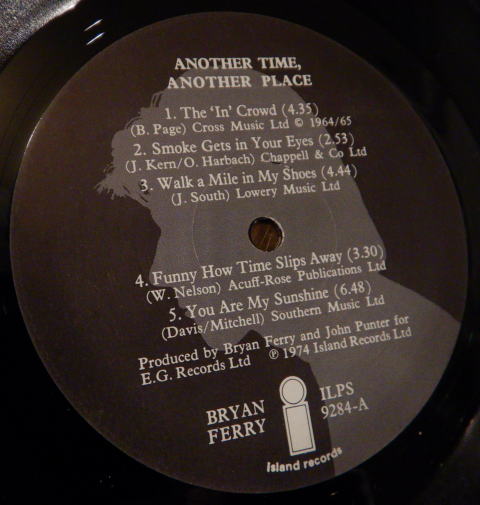 ANOTHER TIME,
ANOTHER PLACE
1. The 'In' Crowd (4.35)
(B. Page) Cross Music Ltd © 1964/65
2. Smoke Gets in Your Eyes (2.53)
(J. Kern/O. Harbach) Chappell & Co Ltd
3. Walk a Mile in My Shoes (4.44)
(J. South) Lowery Music Ltd
4. Funny How Time Slips Away (3.30)
(W. Nelson) Acuff-Rose Publications Ltd
5. You Are My Sunshine (6.48)
(Davis/Mitchell) Southern Music Ltd
Produced by Bryan Ferry and John Punter for
E.G. Records Ltd ℗ 1974 Island Records Ltd
BRYAN
FERRY
ILPS
9284-A
island records